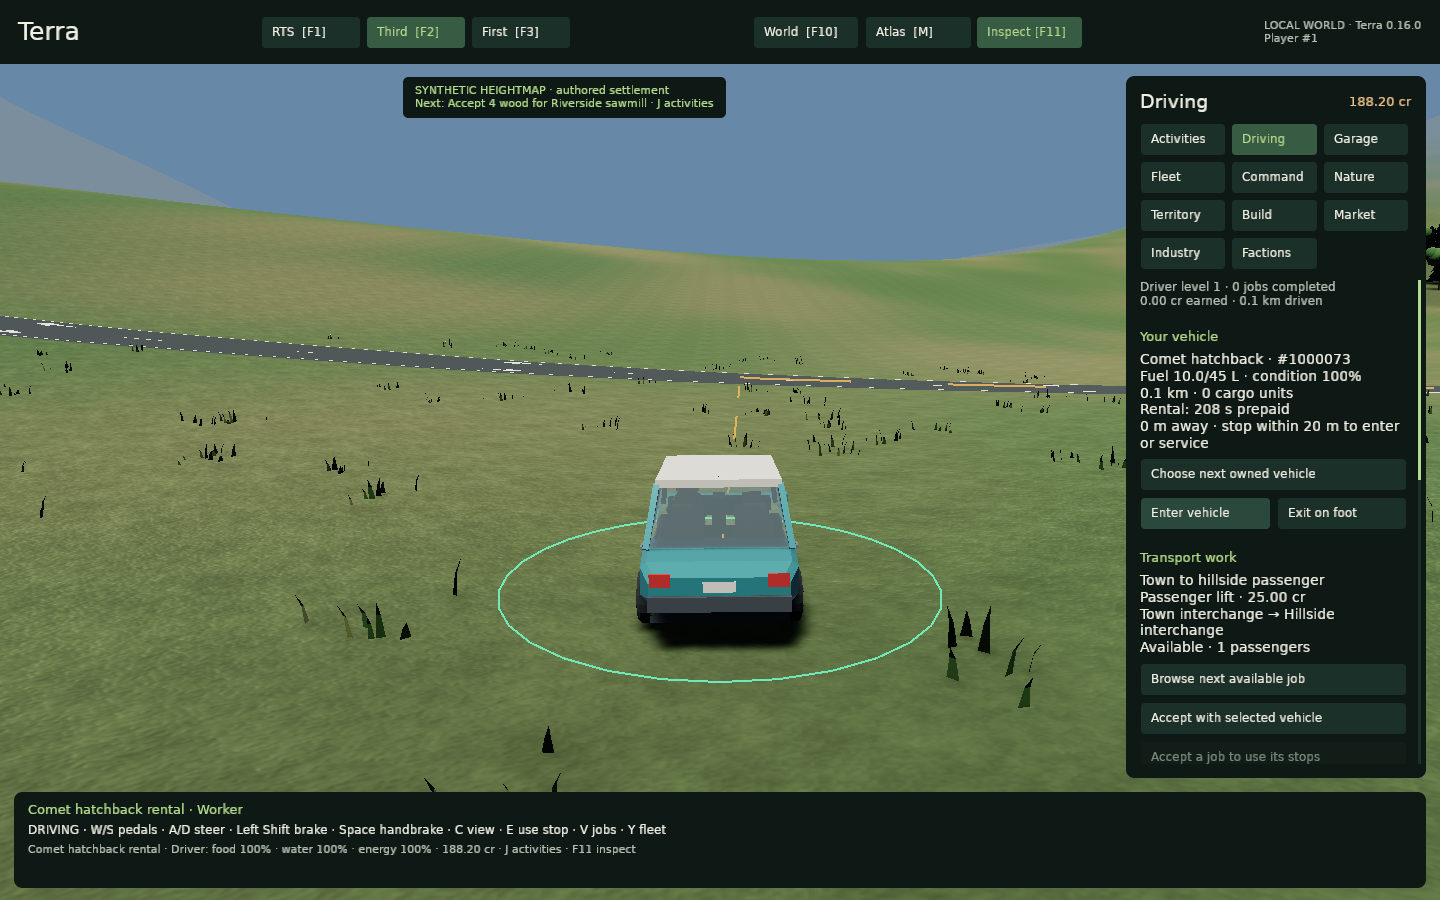 Terra
RTS [F1]
Third [F2]
First [F3]
World [F10]
Atlas [M]
Inspect [F11]
LOCAL WORLD · Terra 0.16.0
Player #1
SYNTHETIC HEIGHTMAP · authored settlement
Next: Accept 4 wood for Riverside sawmill · J activities
Driving
188.20 cr
Activities
Driving
Garage
Fleet
Command
Nature
Territory
Build
Market
Industry
Factions
Driver level 1 · 0 jobs completed
0.00 cr earned · 0.1 km driven
Your vehicle
Comet hatchback · #1000073
Fuel 10.0/45 L · condition 100%
0.1 km · 0 cargo units
Rental: 208 s prepaid
0 m away · stop within 20 m to enter
or service
Choose next owned vehicle
Enter vehicle
Exit on foot
Transport work
Town to hillside passenger
Passenger lift · 25.00 cr
Town interchange → Hillside
interchange
Available · 1 passengers
Browse next available job
Accept with selected vehicle
Accept a job to use its stops
Comet hatchback rental · Worker
DRIVING · W/S pedals · A/D steer · Left Shift brake · Space handbrake · C view · E use stop · V jobs · Y fleet
Comet hatchback rental · Driver: food 100% · water 100% · energy 100% · 188.20 cr · J activities · F11 inspect